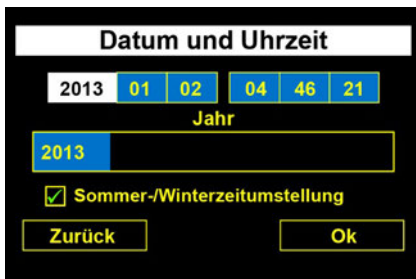 Datum und Uhrzeit
2013 01 02 04 46 21
Jahr
2013
Sommer-/Winterzeitumstellung
Zurück Ok